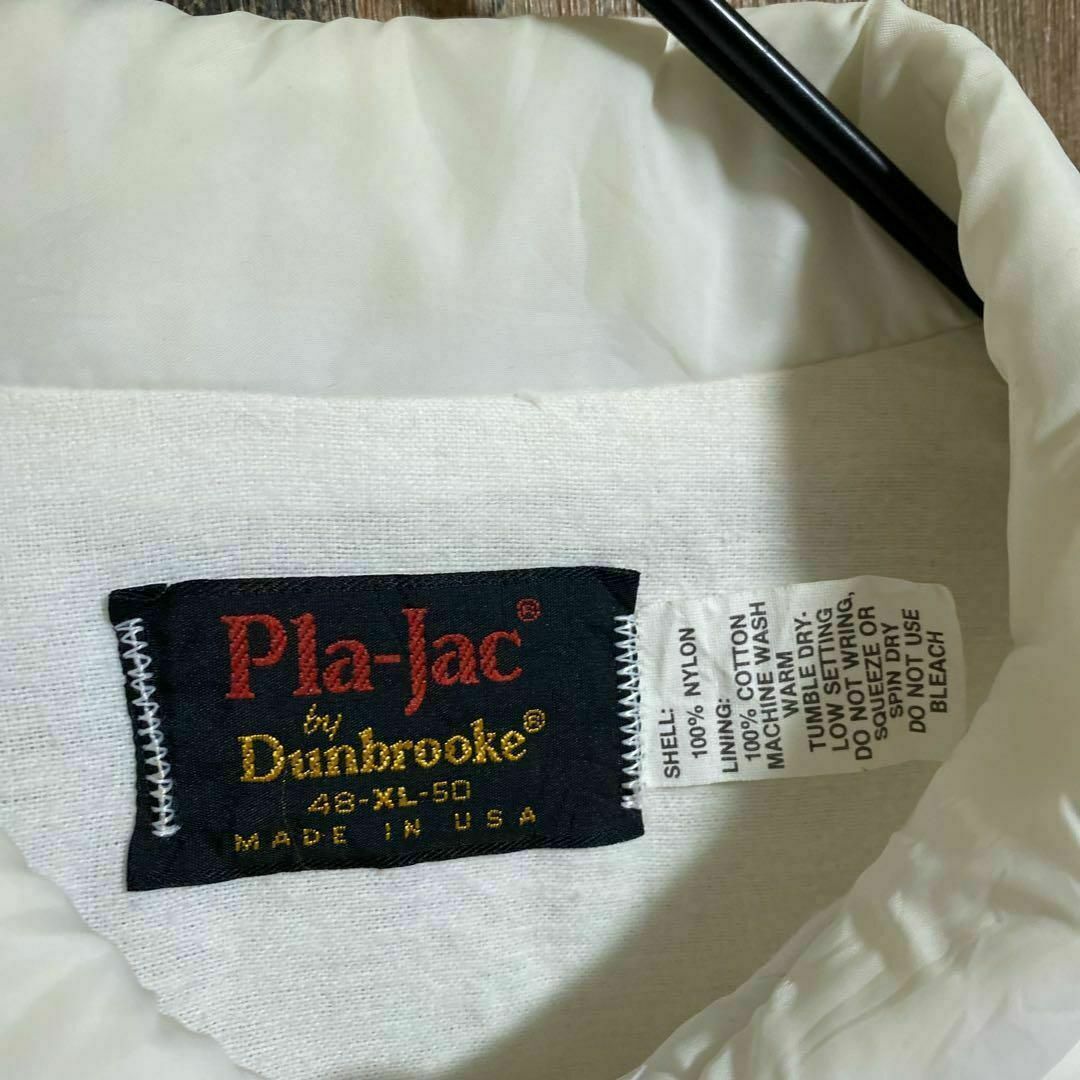 Pla-Jac®
by
Dunbrooke®
48-XL-50
MADE IN USA
SHELL:
100% NYLON
LINING:
100% COTTON
MACHINE WASH
WARM
TUMBLE DRY-
LOW SETTING
DO NOT WRING,
SQUEEZE OR
SPIN DRY
DO NOT USE
BLEACH